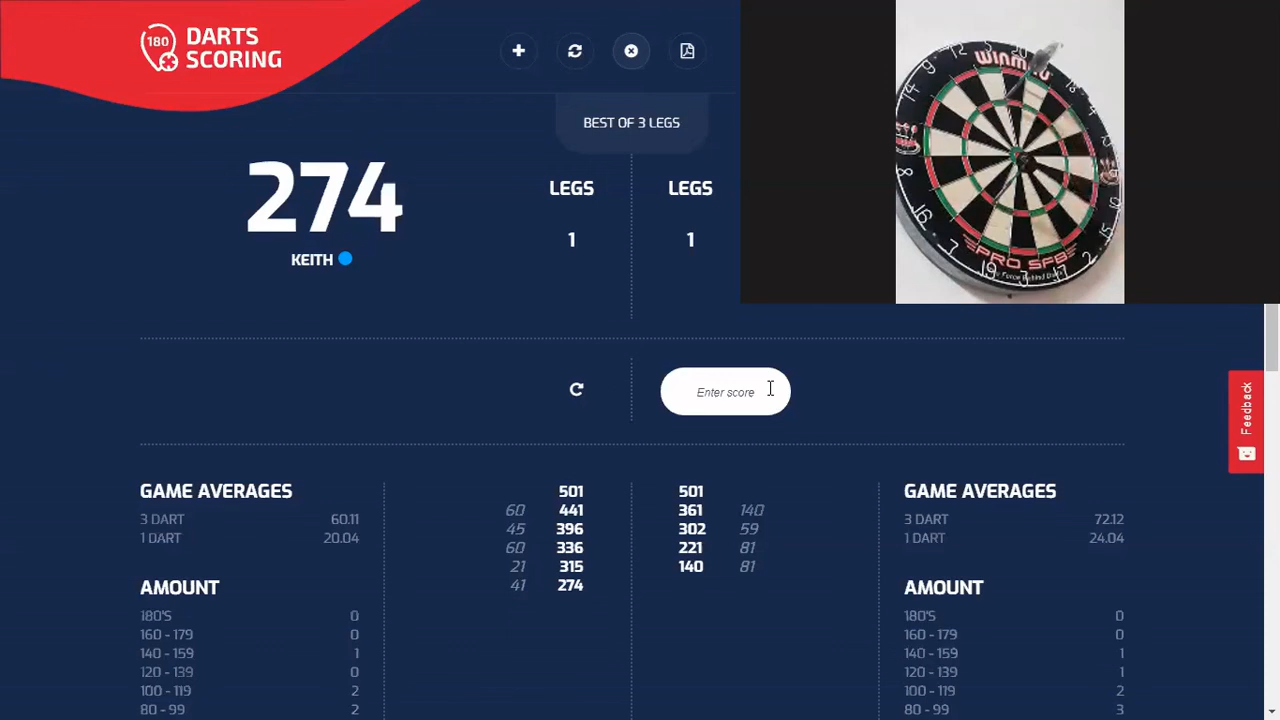 180 DARTS
SCORING
BEST OF 3 LEGS
274
KEITH
LEGS
1
LEGS
1
WINMAU
PRO SFB
Enter score
Feedback
GAME AVERAGES
3 DART 60.11
1 DART 20.04
AMOUNT
180'S 0
160 - 179 0
140 - 159 1
120 - 139 0
100 - 119 2
80 - 99 2
501
60 441
45 396
60 336
21 315
41 274
501
361 140
302 59
221 81
140 81
GAME AVERAGES
3 DART 72.12
1 DART 24.04
AMOUNT
180'S 0
160 - 179 0
140 - 159 1
120 - 139 1
100 - 119 2
80 - 99 3